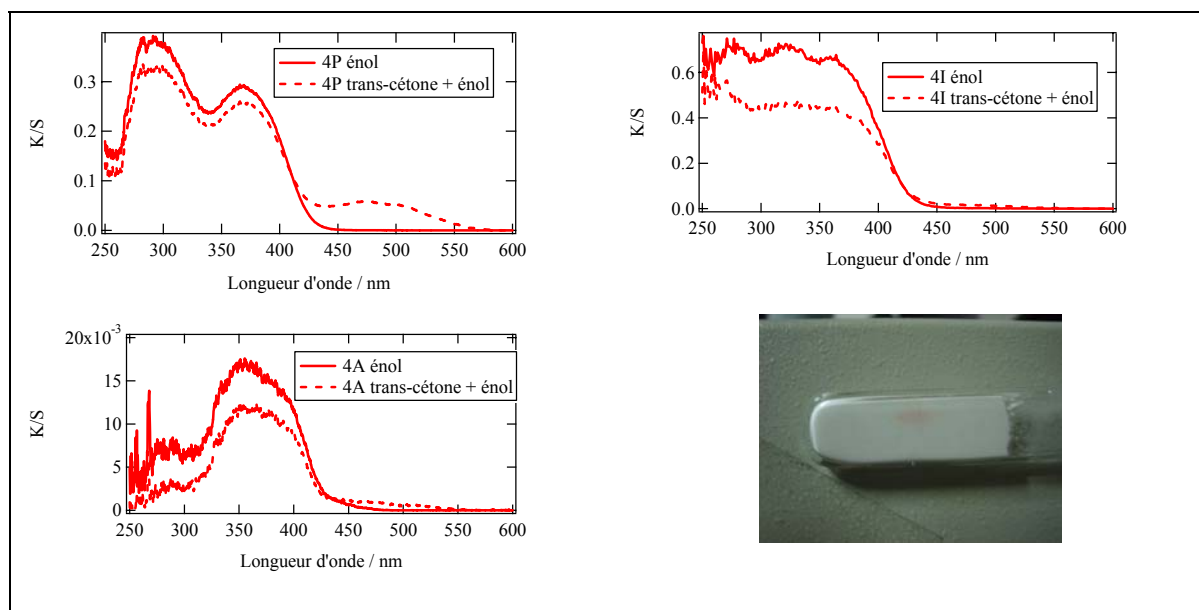 4P énol
4P trans-cétone + énol
K/S
0.3
0.2
0.1
0.0
250 300 350 400 450 500 550 600
Longueur d'onde / nm
4I énol
4I trans-cétone + énol
K/S
0.6
0.4
0.2
0.0
250 300 350 400 450 500 550 600
Longueur d'onde / nm
20x10-3
4A énol
4A trans-cétone + énol
K/S
15
10
5
0
250 300 350 400 450 500 550 600
Longueur d'onde / nm